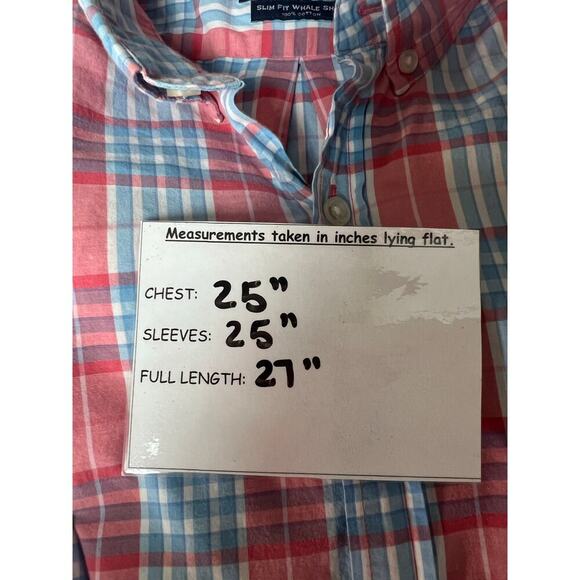 SLIM FIT WHALE SH
100% COTTON
Measurements taken in inches lying flat.
CHEST: 25"
SLEEVES: 25"
FULL LENGTH: 27"